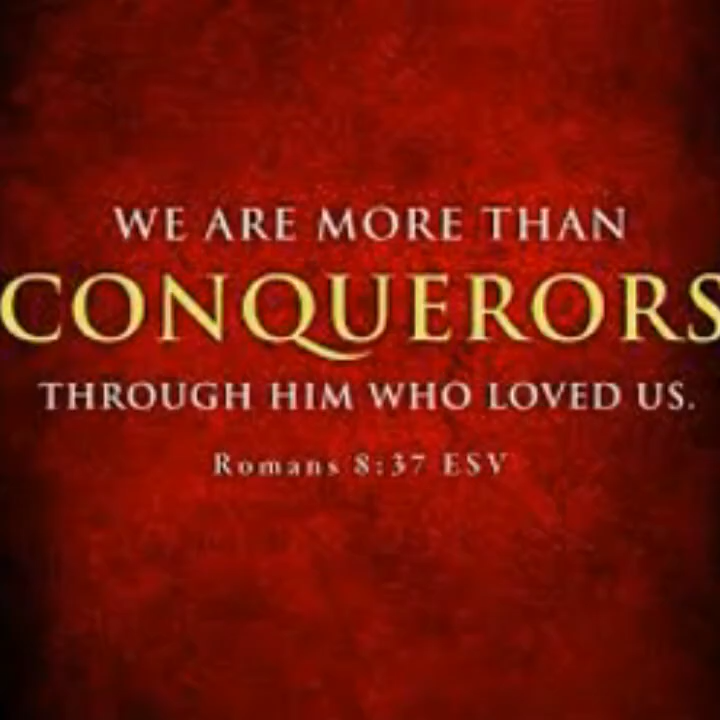 WE ARE MORE THAN
CONQUERORS
THROUGH HIM WHO LOVED US.
Romans 8:37 ESV